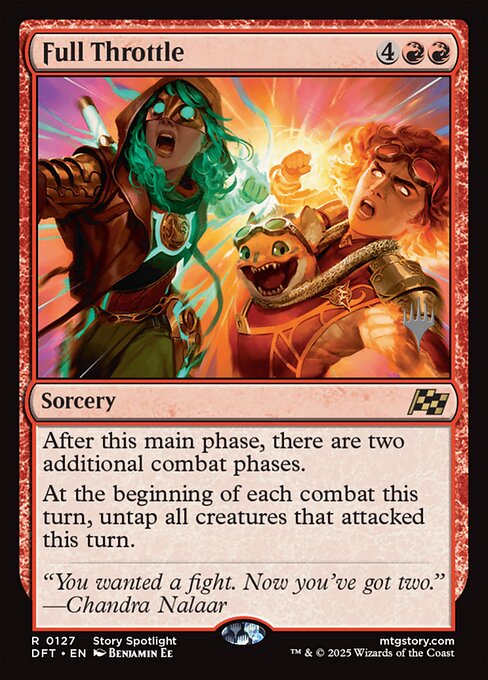 Full Throttle 4
Sorcery
After this main phase, there are two
additional combat phases.
At the beginning of each combat this
turn, untap all creatures that attacked
this turn.
"You wanted a fight. Now you've got two."
—Chandra Nalaar
R 0127 Story Spotlight mtgstory.com
DFT • EN Benjamin Ee ™ & © 2025 Wizards of the Coast